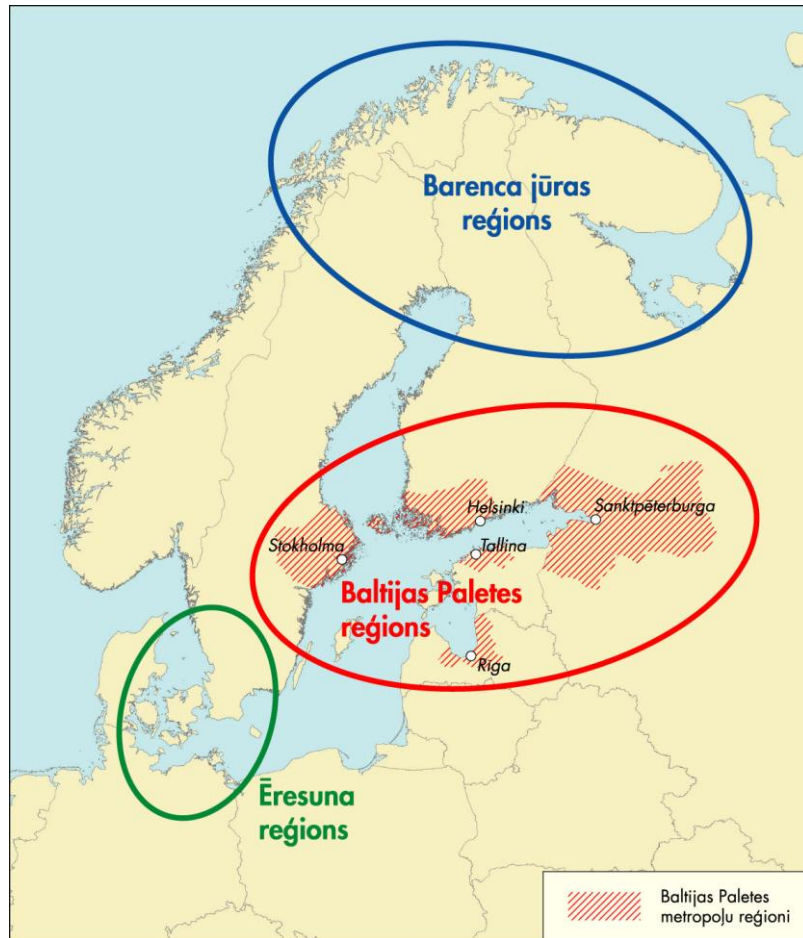 Barenca jūras
reģions
Helsinki
Sanktpēterburga
Stokholma
Tallina
Baltijas Paletes
reģions
Rīga
Ēresuna
reģions
Baltijas Paletes
metropoļu reģioni